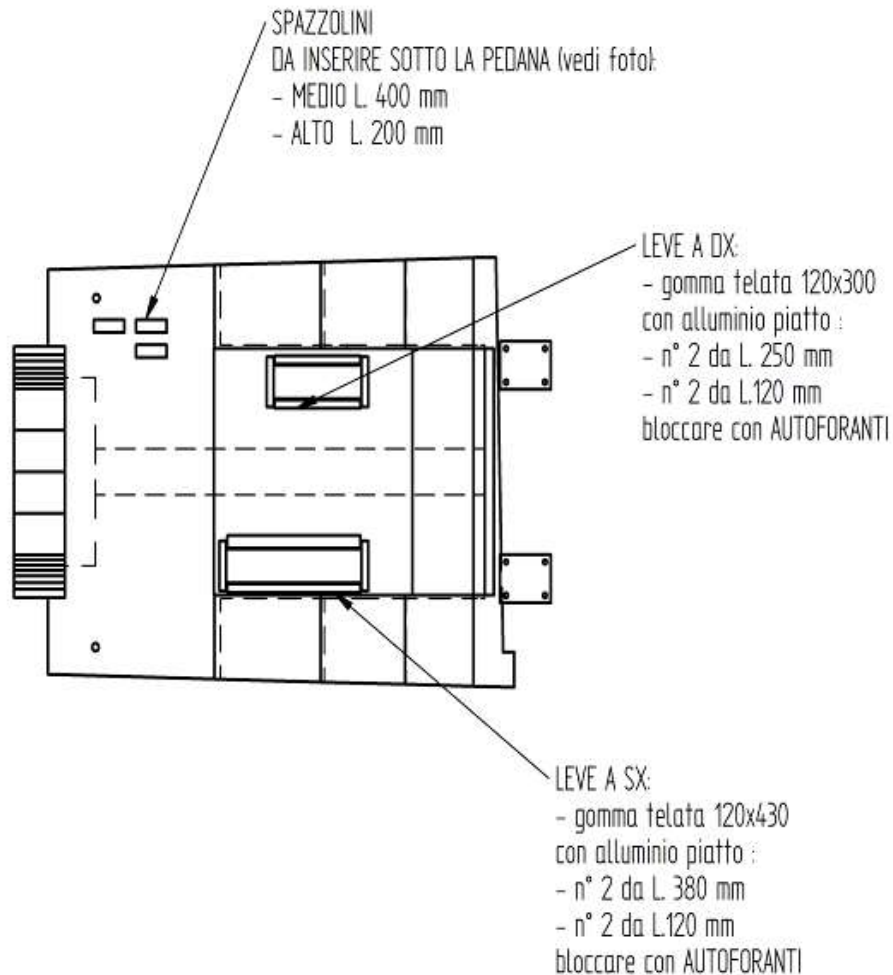 SPAZZOLINI
DA INSERIRE SOTTO LA PEDANA (vedi foto):
- MEDIO L. 400 mm
- ALTO L. 200 mm
LEVE A DX:
- gomma telata 120x300
con alluminio piatto :
- n° 2 da L. 250 mm
- n° 2 da L.120 mm
bloccare con AUTOFORANTI
LEVE A SX:
- gomma telata 120x430
con alluminio piatto :
- n° 2 da L. 380 mm
- n° 2 da L.120 mm
bloccare con AUTOFORANTI